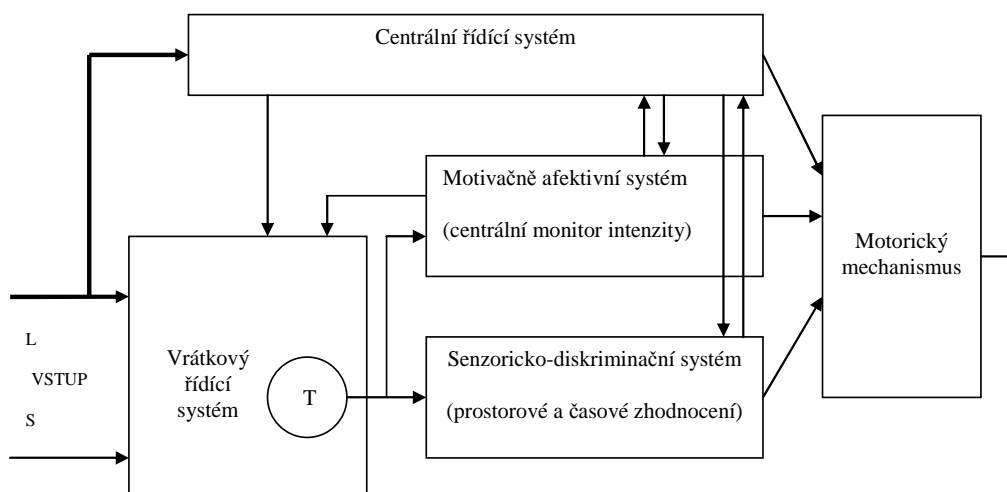 Centrální řídící systém
Motivačně afektivní systém
(centrální monitor intenzity)
Motorický
mechanismus
L
VSTUP
S
Vrátkový
řídící
systém
T
Senzoricko-diskriminační systém
(prostorové a časové zhodnocení)